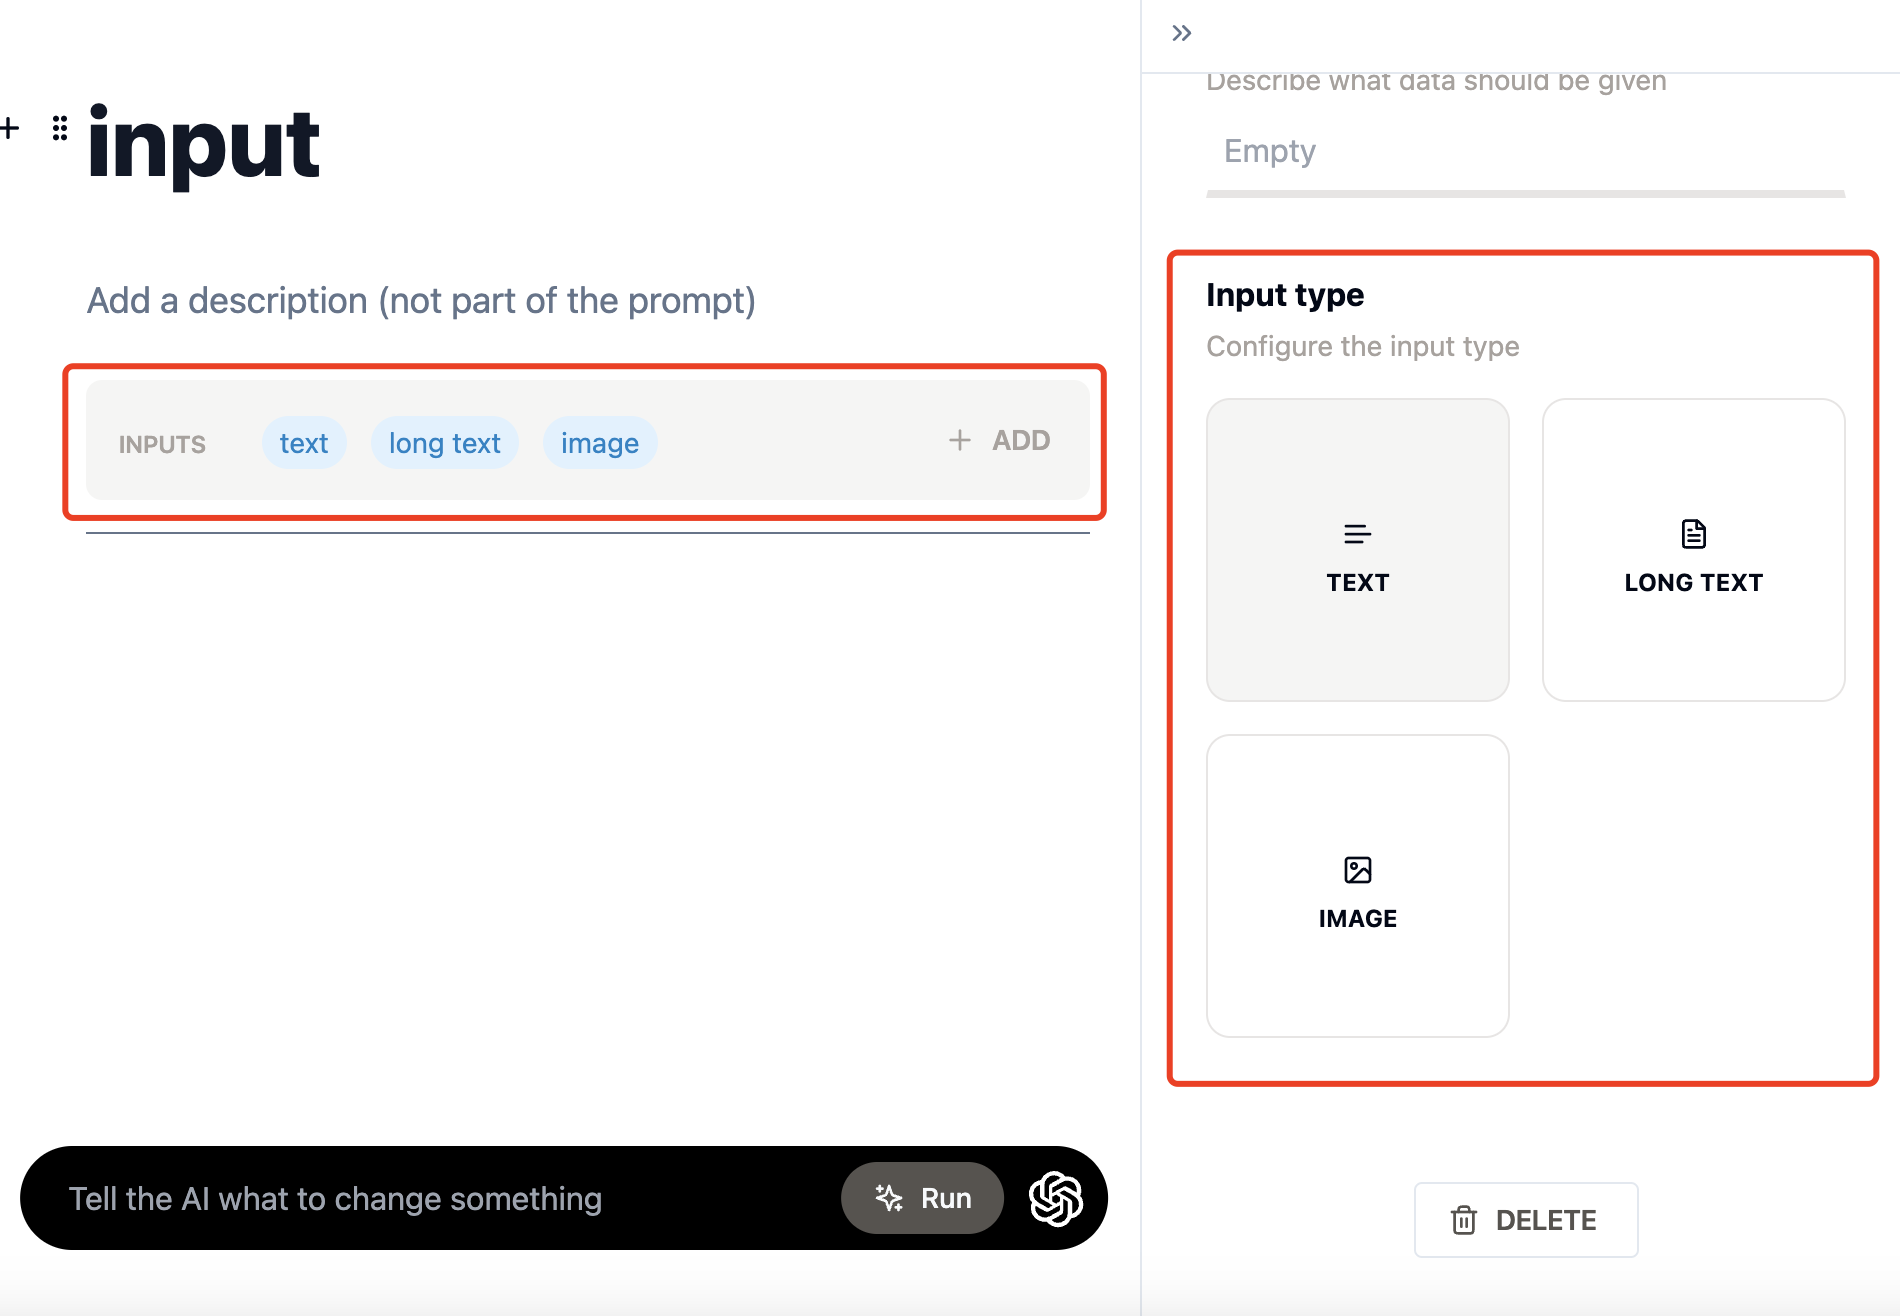 input
Add a description (not part of the prompt)
INPUTS text long text image + ADD
Tell the AI what to change something Run
Describe what data should be given
Empty
Input type
Configure the input type
TEXT
LONG TEXT
IMAGE
DELETE